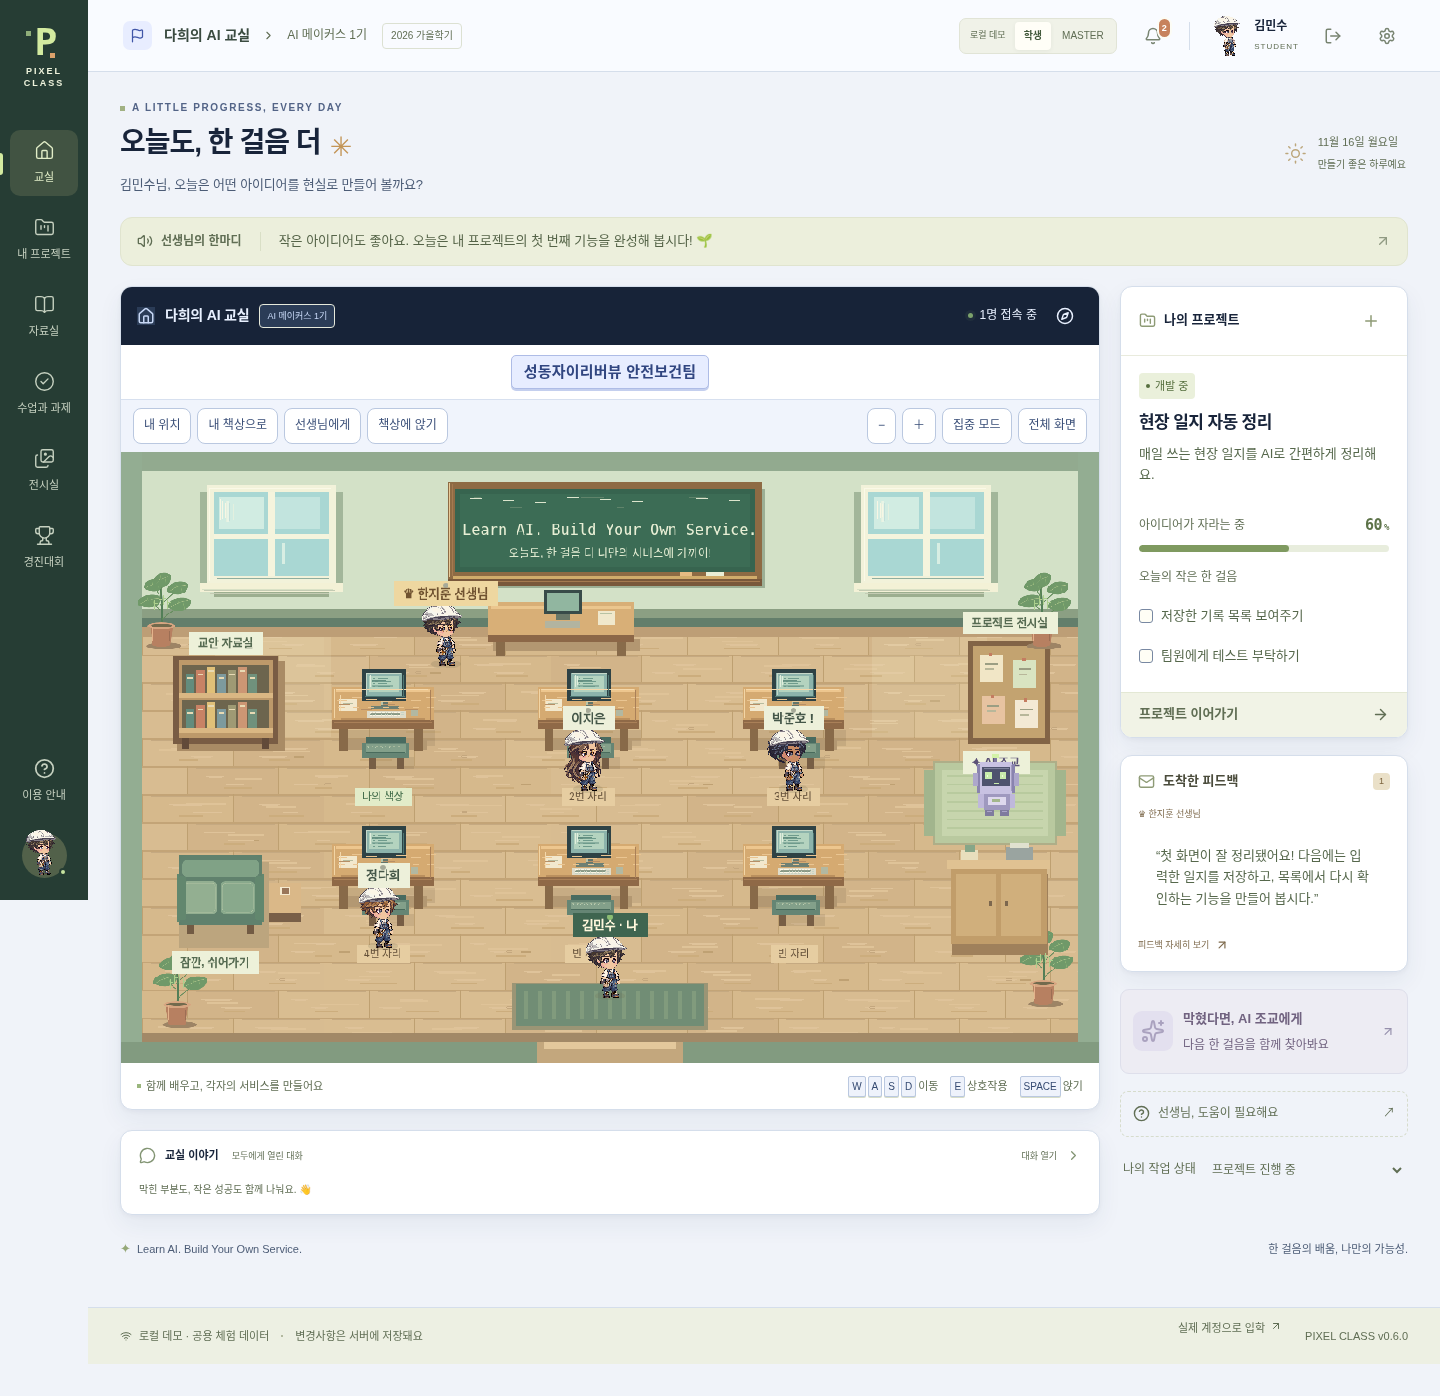 P
PIXEL
CLASS
교실
내 프로젝트
자료실
수업과 과제
전시실
경진대회
이용 안내
다희의 AI 교실
AI 메이커스 1기
2026 가을학기
로컬 데모
학생
MASTER
2
김민수
STUDENT
A LITTLE PROGRESS, EVERY DAY
오늘도, 한 걸음 더
김민수님, 오늘은 어떤 아이디어를 현실로 만들어 볼까요?
11월 16일 월요일
만들기 좋은 하루예요
선생님의 한마디
작은 아이디어도 좋아요. 오늘은 내 프로젝트의 첫 번째 기능을 완성해 봅시다! 🌱
다희의 AI 교실
AI 메이커스 1기
1명 접속 중
성동자이리버뷰 안전보건팀
내 위치
내 책상으로
선생님에게
책상에 앉기
−
+
집중 모드
전체 화면
Learn AI. Build Your Own Service.
오늘도, 한 걸음 더
♛ 한지훈 선생님
교안 자료실
프로젝트 전시실
이지은
박준호 !
나의 책상
2번 자리
3번 자리
정다희
김민수 · 나
4번 자리
빈
빈 자리
잠깐, 쉬어가기
함께 배우고, 각자의 서비스를 만들어요
W A S D 이동
E 상호작용
SPACE 앉기
교실 이야기
모두에게 열린 대화
대화 열기
막힌 부분도, 작은 성공도 함께 나눠요. 👋
나의 프로젝트
개발 중
현장 일지 자동 정리
매일 쓰는 현장 일지를 AI로 간편하게 정리해
요.
아이디어가 자라는 중
60%
오늘의 작은 한 걸음
저장한 기록 목록 보여주기
팀원에게 테스트 부탁하기
프로젝트 이어가기
도착한 피드백
1
♛ 한지훈 선생님
“첫 화면이 잘 정리됐어요! 다음에는 입
력한 일지를 저장하고, 목록에서 다시 확
인하는 기능을 만들어 봅시다.”
피드백 자세히 보기
막혔다면, AI 조교에게
다음 한 걸음을 함께 찾아봐요
선생님, 도움이 필요해요
나의 작업 상태
프로젝트 진행 중
Learn AI. Build Your Own Service.
한 걸음의 배움, 나만의 가능성.
로컬 데모 · 공용 체험 데이터 · 변경사항은 서버에 저장돼요
실제 계정으로 입학
PIXEL CLASS v0.6.0